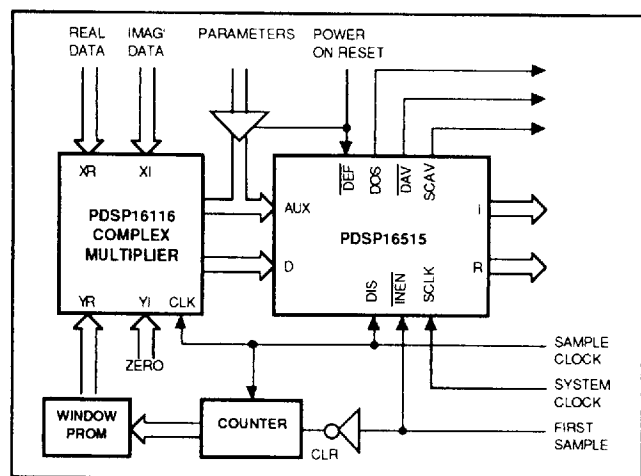 REAL DATA
IMAG' DATA
PARAMETERS
POWER ON RESET
XR
XI
PDSP16116
COMPLEX
MULTIPLIER
YR
YI
CLK
ZERO
DEF
DOS
DAV
SCAV
AUX
PDSP16515
I
D
R
DIS
INEN
SCLK
SAMPLE CLOCK
SYSTEM CLOCK
FIRST SAMPLE
WINDOW PROM
COUNTER
CLR